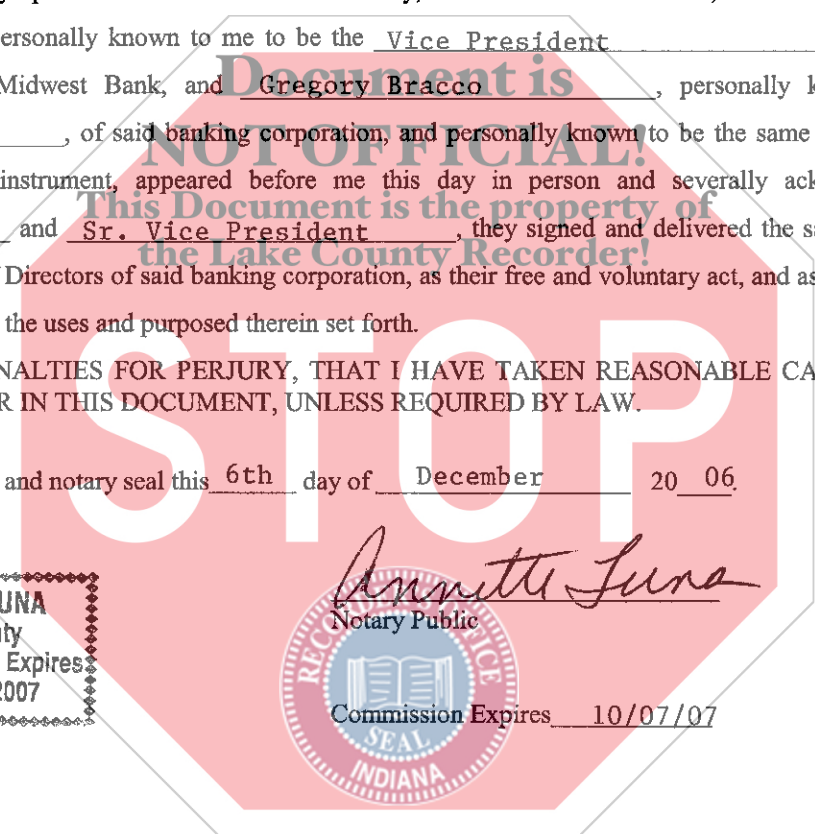 ersonally known to me to be the Vice President
Midwest Bank, and Gregory Bracco, personally k
, of said banking corporation, and personally known to be the same
instrument, appeared before me this day in person and severally ack
and Sr. Vice President, they signed and delivered the s
Directors of said banking corporation, as their free and voluntary act, and as
the uses and purposed therein set forth.
NALTIES FOR PERJURY, THAT I HAVE TAKEN REASONABLE CA
R IN THIS DOCUMENT, UNLESS REQUIRED BY LAW.
and notary seal this 6th day of December 20 06.
Annette Luna
Notary Public
Commission Expires 10/07/07
UNA
nty
Expires
2007
Document is
NOT OFFICIAL!
This Document is the property of
the Lake County Recorder!
STOP
RECORDER'S OFFICE
SEAL
INDIANA